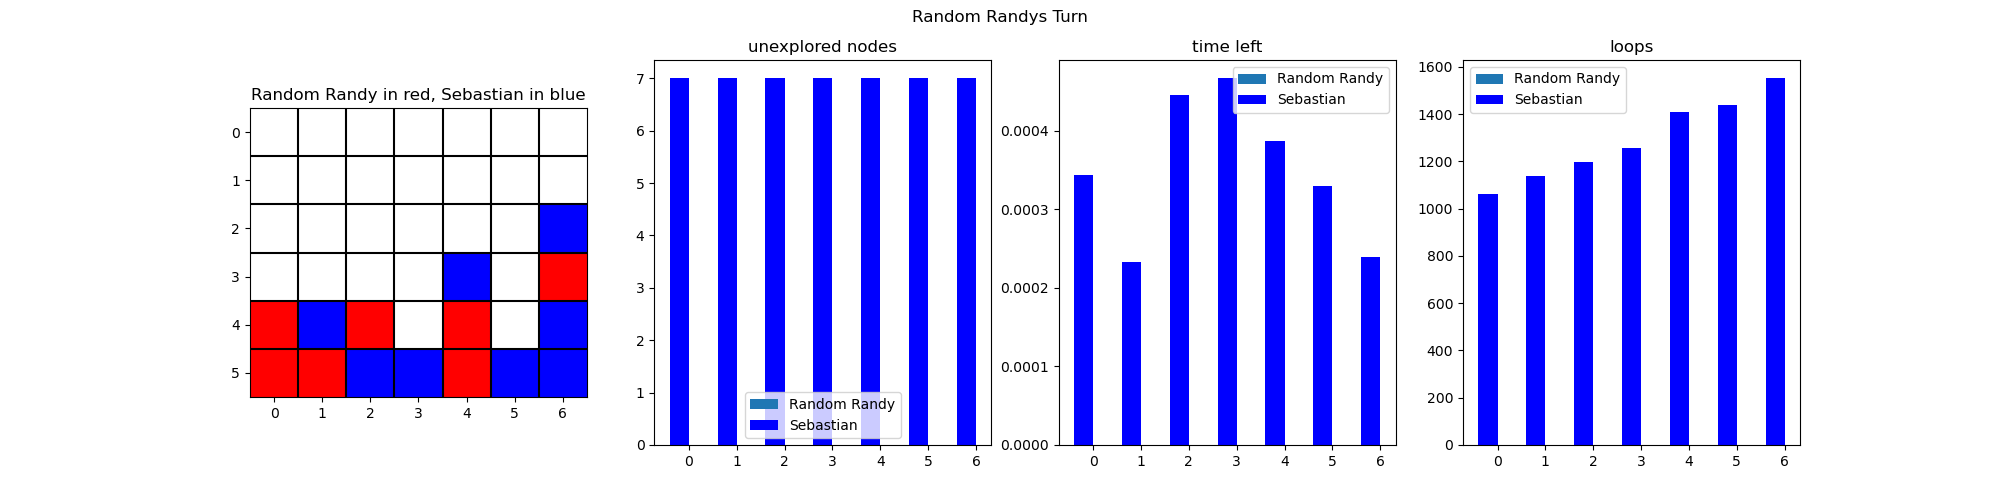 Random Randys Turn
Random Randy in red, Sebastian in blue
0
1
2
3
4
5
0 1 2 3 4 5 6
unexplored nodes
7
6
5
4
3
2
1
0
Random Randy
Sebastian
0 1 2 3 4 5 6
time left
0.0004
0.0003
0.0002
0.0001
0.0000
Random Randy
Sebastian
0 1 2 3 4 5 6
loops
1600
1400
1200
1000
800
600
400
200
0
Random Randy
Sebastian
0 1 2 3 4 5 6